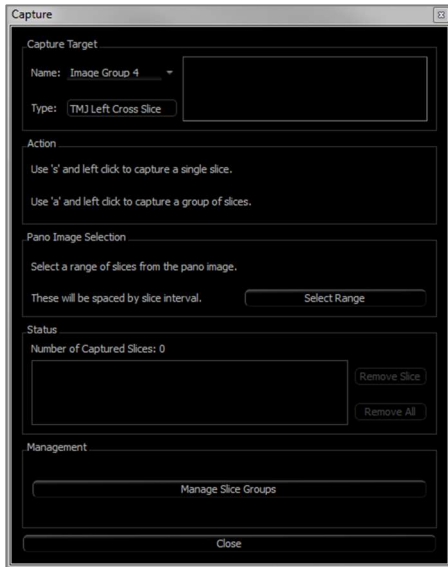 Capture
Capture Target
Name: Image Group 4
Type: TMJ Left Cross Slice
Action
Use 's' and left click to capture a single slice.
Use 'a' and left click to capture a group of slices.
Pano Image Selection
Select a range of slices from the pano image.
These will be spaced by slice interval. Select Range
Status
Number of Captured Slices: 0
Remove Slice
Remove All
Management
Manage Slice Groups
Close